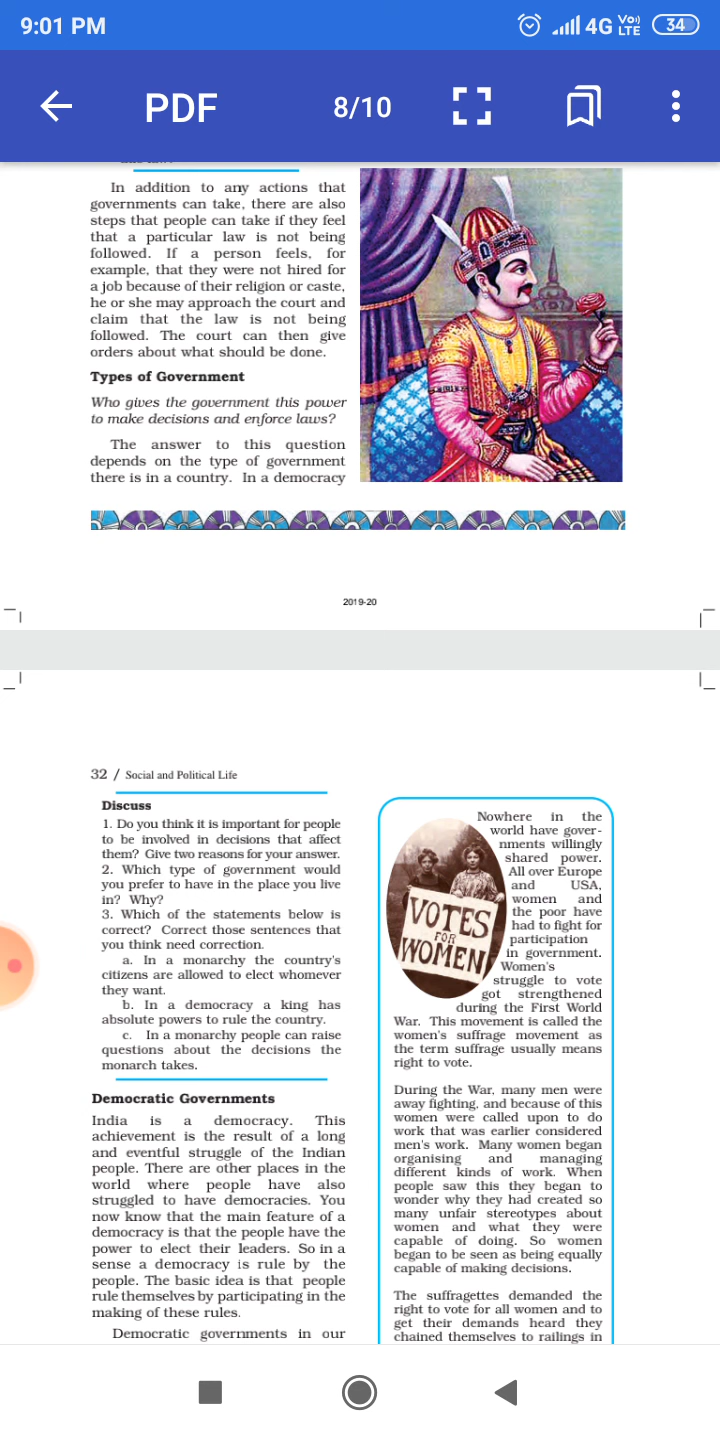 9:01 PM
4G
Vo))
LTE
34
PDF
8/10
In addition to any actions that
governments can take, there are also
steps that people can take if they feel
that a particular law is not being
followed. If a person feels, for
example, that they were not hired for
a job because of their religion or caste,
he or she may approach the court and
claim that the law is not being
followed. The court can then give
orders about what should be done.
Types of Government
Who gives the government this power
to make decisions and enforce laws?
The answer to this question
depends on the type of government
there is in a country. In a democracy
2019-20
32 / Social and Political Life
Discuss
1. Do you think it is important for people
to be involved in decisions that affect
them? Give two reasons for your answer.
2. Which type of government would
you prefer to have in the place you live
in? Why?
3. Which of the statements below is
correct? Correct those sentences that
you think need correction.
a. In a monarchy the country's
citizens are allowed to elect whomever
they want.
b. In a democracy a king has
absolute powers to rule the country.
c. In a monarchy people can raise
questions about the decisions the
monarch takes.
Democratic Governments
India is a democracy. This
achievement is the result of a long
and eventful struggle of the Indian
people. There are other places in the
world where people have also
struggled to have democracies. You
now know that the main feature of a
democracy is that the people have the
power to elect their leaders. So in a
sense a democracy is rule by the
people. The basic idea is that people
rule themselves by participating in the
making of these rules.
Democratic governments in our
VOTES
FOR
WOMEN
Nowhere in the
world have gover-
nments willingly
shared power.
All over Europe
and USA,
women and
the poor have
had to fight for
participation
in government.
Women's
struggle to vote
got strengthened
during the First World
War. This movement is called the
women's suffrage movement as
the term suffrage usually means
right to vote.
During the War, many men were
away fighting, and because of this
women were called upon to do
work that was earlier considered
men's work. Many women began
organising and managing
different kinds of work. When
people saw this they began to
wonder why they had created so
many unfair stereotypes about
women and what they were
capable of doing. So women
began to be seen as being equally
capable of making decisions.
The suffragettes demanded the
right to vote for all women and to
get their demands heard they
chained themselves to railings in